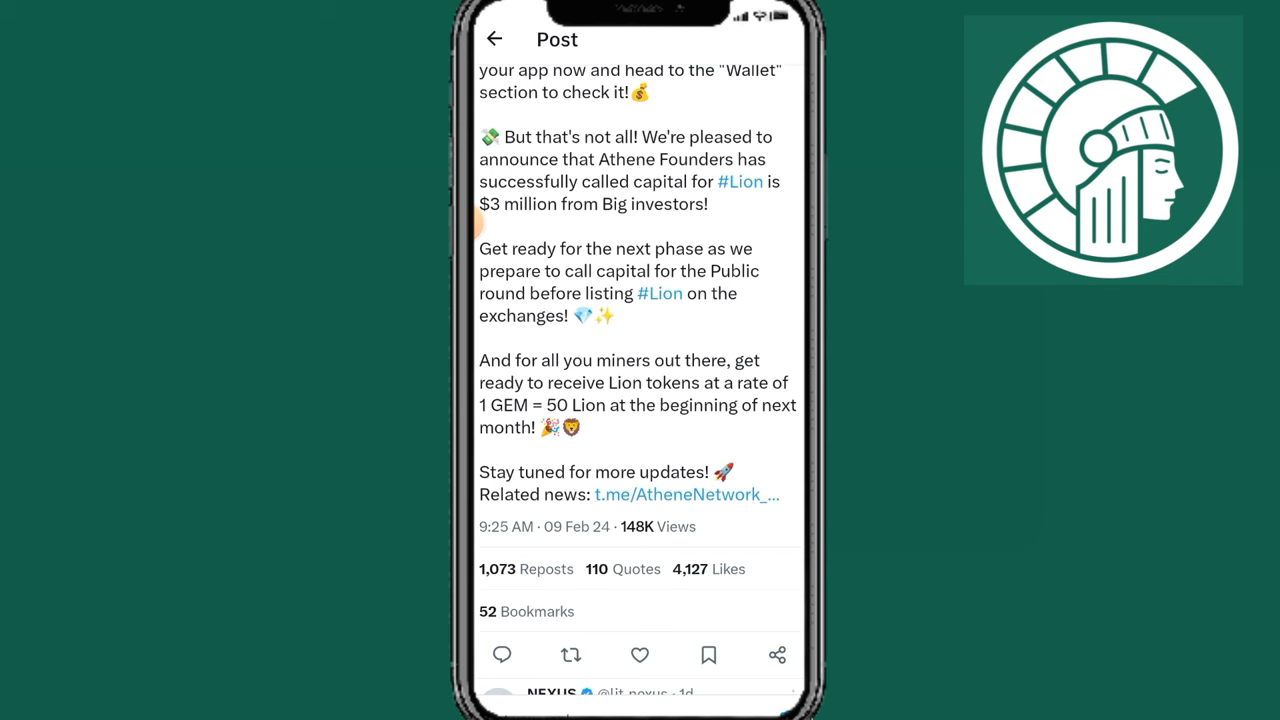 Post
your app now and head to the "Wallet"
section to check it!💰
💸 But that's not all! We're pleased to
announce that Athene Founders has
successfully called capital for #Lion is
$3 million from Big investors!
Get ready for the next phase as we
prepare to call capital for the Public
round before listing #Lion on the
exchanges! 💎✨
And for all you miners out there, get
ready to receive Lion tokens at a rate of
1 GEM = 50 Lion at the beginning of next
month! 🎉🦁
Stay tuned for more updates! 🚀
Related news: t.me/AtheneNetwork_...
9:25 AM · 09 Feb 24 · 148K Views
1,073 Reposts 110 Quotes 4,127 Likes
52 Bookmarks
NEXUS @lit_nexus · 1d